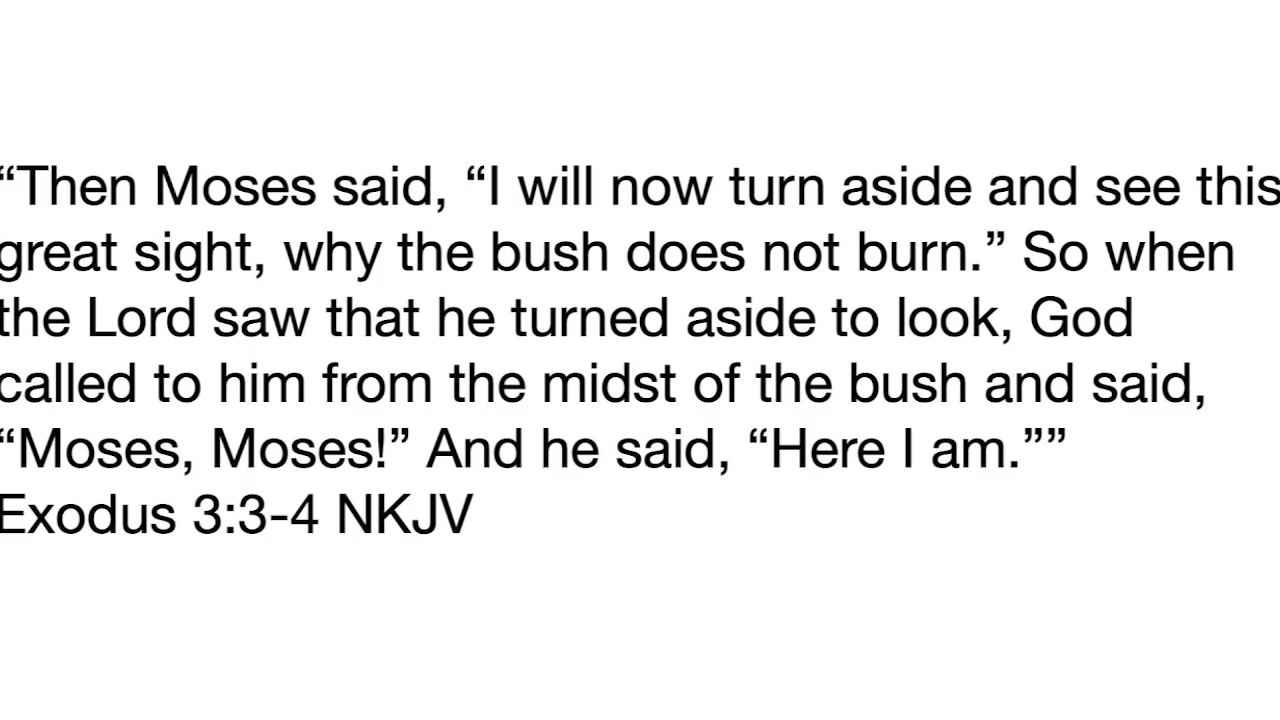 “Then Moses said, “I will now turn aside and see this
great sight, why the bush does not burn.” So when
the Lord saw that he turned aside to look, God
called to him from the midst of the bush and said,
“Moses, Moses!” And he said, “Here I am.””
Exodus 3:3-4 NKJV